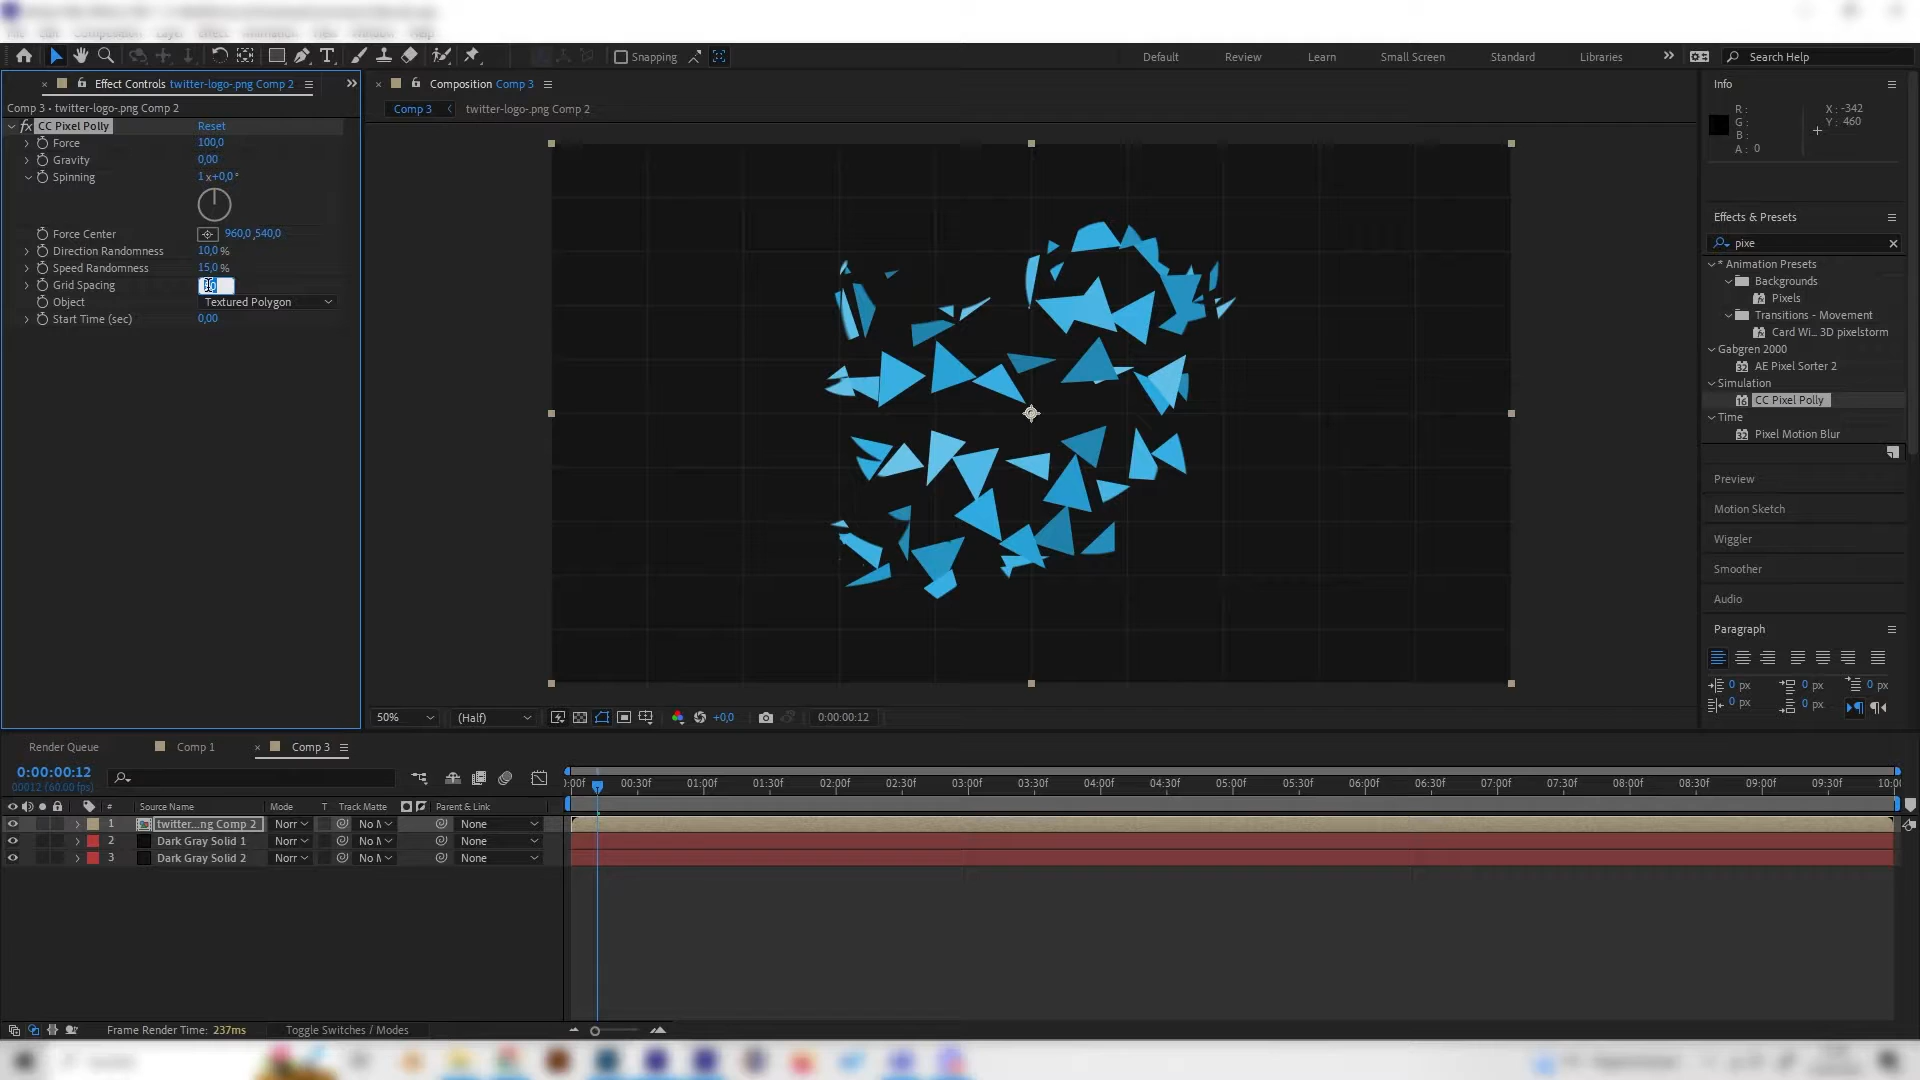 Snapping
Default
Review
Learn
Small Screen
Standard
Libraries
Search Help
Effect Controls twitter-logo-.png Comp 2
Comp 3 • twitter-logo-.png Comp 2
fx CC Pixel Polly Reset
Force 100,0
Gravity 0,00
Spinning 1 x+0,0°
Force Center 960,0,540,0
Direction Randomness 10,0 %
Speed Randomness 15,0 %
Grid Spacing
Object Textured Polygon
Start Time (sec) 0,00
Composition Comp 3
Comp 3 twitter-logo-.png Comp 2
50% (Half) +0,0 0:00:00:12
Info
R :
G :
B :
A : 0
X : -342
Y : 460
Effects & Presets
pixe
* Animation Presets
Backgrounds
Pixels
Transitions - Movement
Card Wi... 3D pixelstorm
Gabgren 2000
AE Pixel Sorter 2
Simulation
CC Pixel Polly
Time
Pixel Motion Blur
Preview
Motion Sketch
Wiggler
Smoother
Audio
Paragraph
0 px 0 px 0 px
0 px 0 px
Render Queue Comp 1 Comp 3
0:00:00:12
00012 (60.00 fps)
:00f 00:30f 01:00f 01:30f 02:00f 02:30f 03:00f 03:30f 04:00f 04:30f 05:00f 05:30f 06:00f 06:30f 07:00f 07:30f 08:00f 08:30f 09:00f 09:30f 10:00
# Source Name Mode T Track Matte Parent & Link
1 twitter...ng Comp 2 Norr No M None
2 Dark Gray Solid 1 Norr No M None
3 Dark Gray Solid 2 Norr No M None
Frame Render Time: 237ms Toggle Switches / Modes